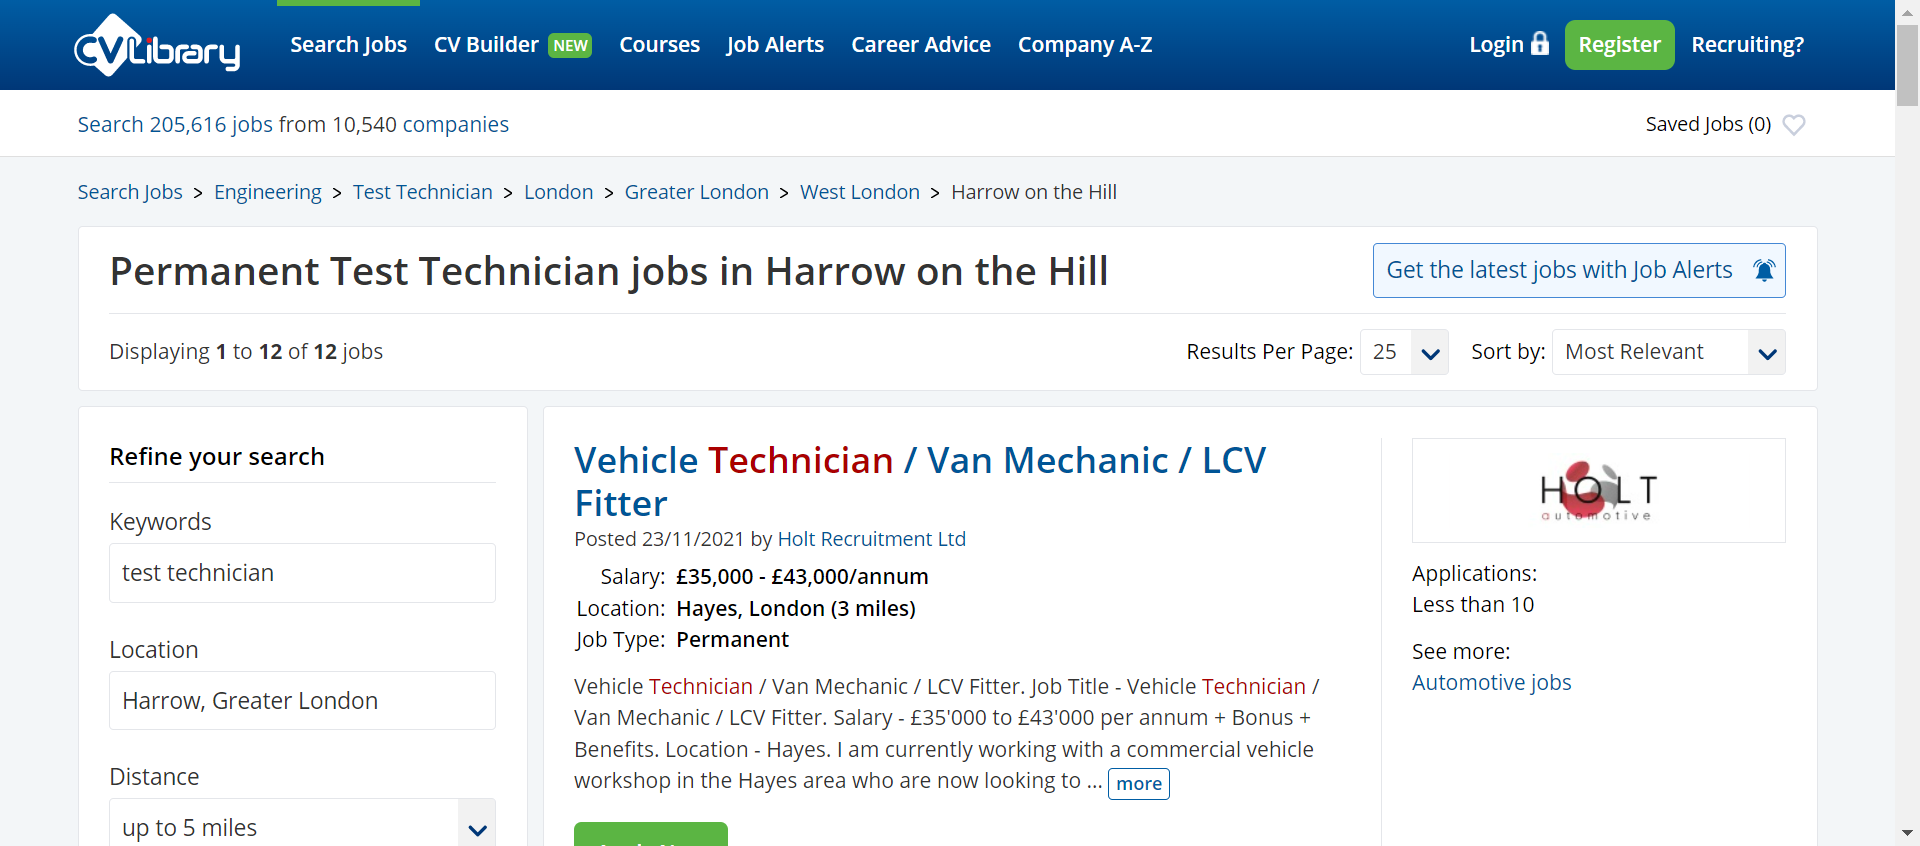 CVLibrary
Search Jobs CV Builder NEW Courses Job Alerts Career Advice Company A-Z Login Register Recruiting?
Search 205,616 jobs from 10,540 companies Saved Jobs (0)
Search Jobs > Engineering > Test Technician > London > Greater London > West London > Harrow on the Hill
Permanent Test Technician jobs in Harrow on the Hill
Get the latest jobs with Job Alerts
Displaying 1 to 12 of 12 jobs
Results Per Page: 25 Sort by: Most Relevant
Refine your search
Keywords
test technician
Location
Harrow, Greater London
Distance
up to 5 miles
Vehicle Technician / Van Mechanic / LCV
Fitter
Posted 23/11/2021 by Holt Recruitment Ltd
Salary: £35,000 - £43,000/annum
Location: Hayes, London (3 miles)
Job Type: Permanent
Vehicle Technician / Van Mechanic / LCV Fitter. Job Title - Vehicle Technician /
Van Mechanic / LCV Fitter. Salary - £35'000 to £43'000 per annum + Bonus +
Benefits. Location - Hayes. I am currently working with a commercial vehicle
workshop in the Hayes area who are now looking to ... more
HOLT
automotive
Applications:
Less than 10
See more:
Automotive jobs